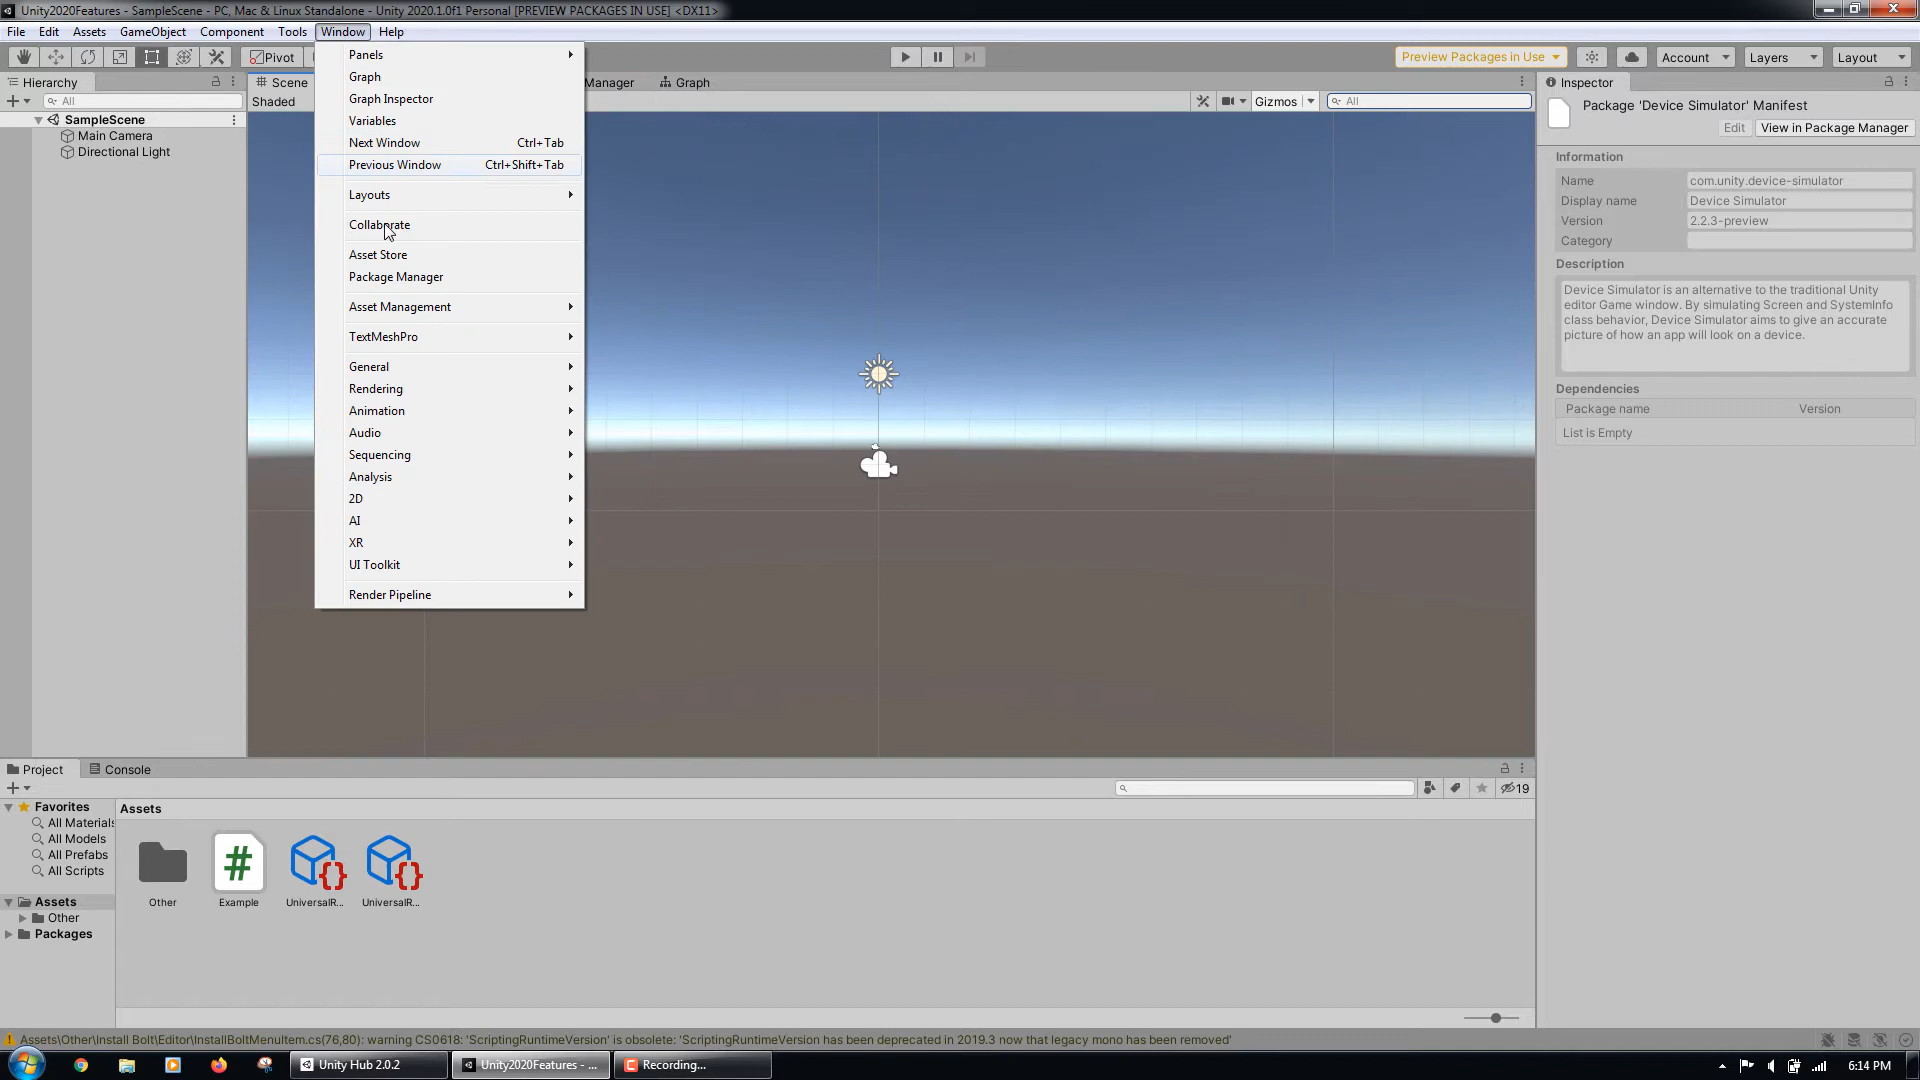 Unity2020Features - SampleScene - PC, Mac & Linux Standalone - Unity 2020.1.0f1 Personal [PREVIEW PACKAGES IN USE] <DX11>
File Edit Assets GameObject Component Tools Window Help
Pivot
Preview Packages in Use
Account
Layers
Layout
Hierarchy
All
SampleScene
Main Camera
Directional Light
Scene
Shaded
Manager
Graph
Gizmos
All
Panels
Graph
Graph Inspector
Variables
Next Window Ctrl+Tab
Previous Window Ctrl+Shift+Tab
Layouts
Collaborate
Asset Store
Package Manager
Asset Management
TextMeshPro
General
Rendering
Animation
Audio
Sequencing
Analysis
2D
AI
XR
UI Toolkit
Render Pipeline
Inspector
Package 'Device Simulator' Manifest
Edit View in Package Manager
Information
Name com.unity.device-simulator
Display name Device Simulator
Version 2.2.3-preview
Category
Description
Device Simulator is an alternative to the traditional Unity
editor Game window. By simulating Screen and SystemInfo
class behavior, Device Simulator aims to give an accurate
picture of how an app will look on a device.
Dependencies
Package name Version
List is Empty
Project Console
19
Favorites
All Materials
All Models
All Prefabs
All Scripts
Assets
Other
Packages
Assets
Other
Example
UniversalR...
UniversalR...
Assets\Other\Install Bolt\Editor\InstallBoltMenuItem.cs(76,80): warning CS0618: 'ScriptingRuntimeVersion' is obsolete: 'ScriptingRuntimeVersion has been deprecated in 2019.3 now that legacy mono has been removed'
Unity Hub 2.0.2
Unity2020Features - ...
Recording...
6:14 PM